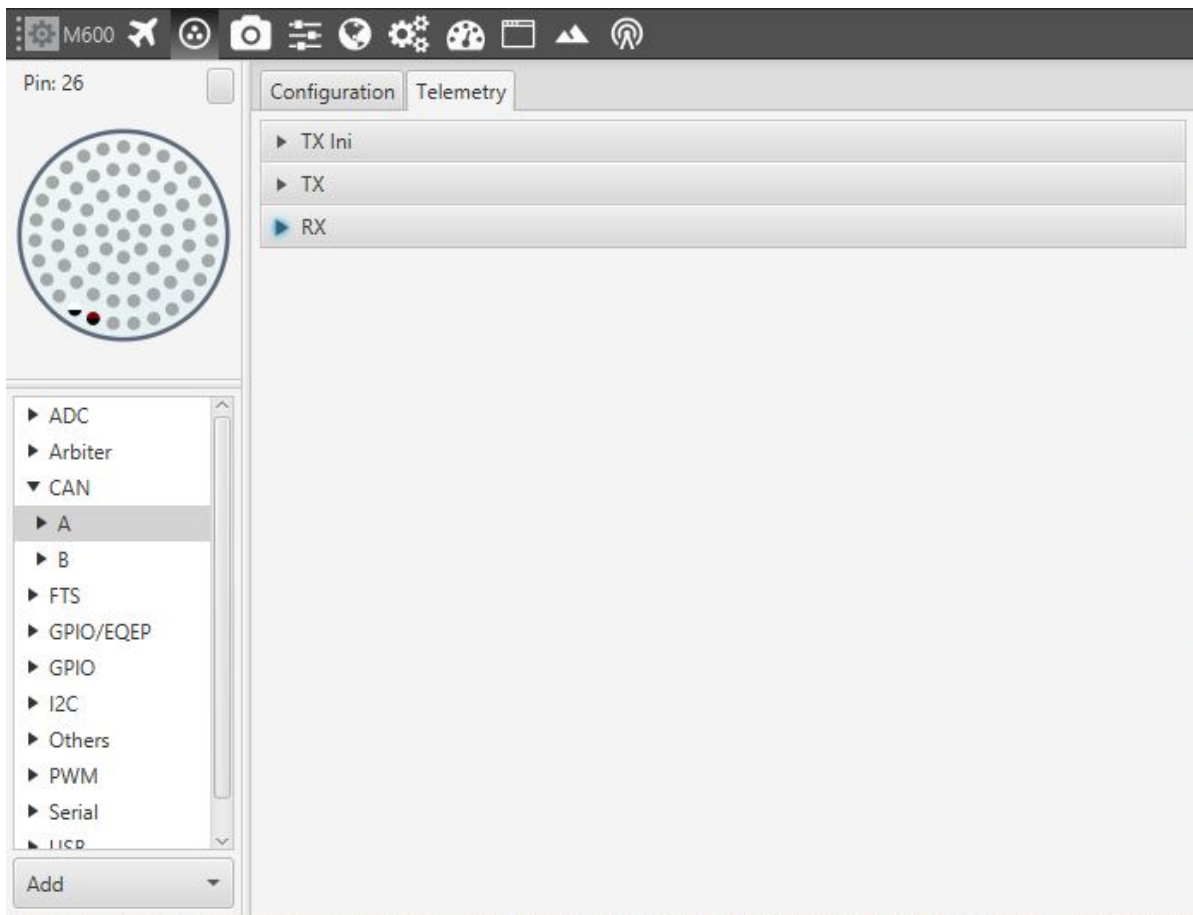 M600
Pin: 26
Configuration Telemetry
TX Ini
TX
RX
ADC
Arbiter
CAN
A
B
FTS
GPIO/EQEP
GPIO
I2C
Others
PWM
Serial
USB
Add